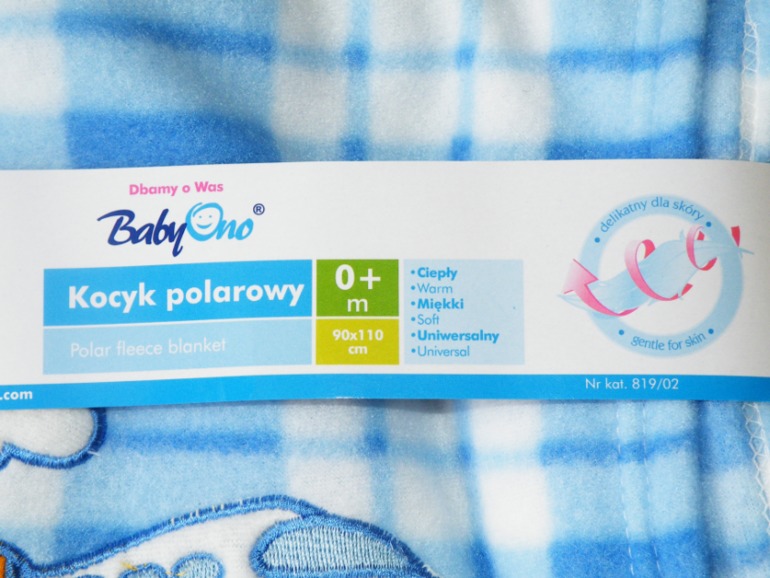 Dbamy o Was
BabyOno®
Kocyk polarowy
Polar fleece blanket
0+
m
90x110
cm
•Ciepły
•Warm
•Miękki
•Soft
•Uniwersalny
•Universal
• delikatny dla skóry •
• gentle for skin •
.com
Nr kat. 819/02